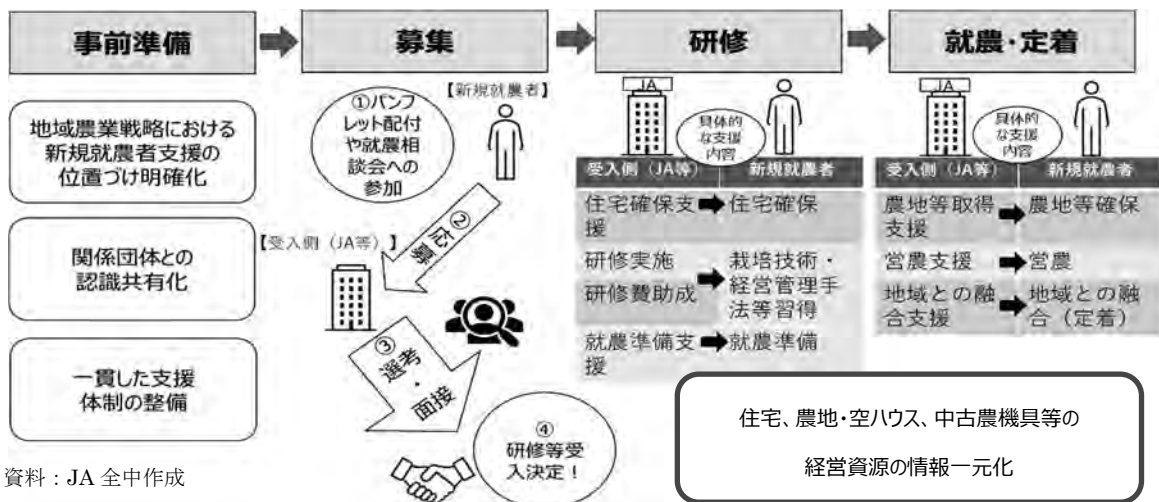 事前準備
募集
研修
就農・定着
地域農業戦略における
新規就農者支援の
位置づけ明確化
関係団体との
認識共有化
一貫した支援
体制の整備
資料：JA 全中作成
【新規就農者】
①パンフ
レット配付
や就農相
談会への
参加
②応募
【受入側（JA等）】
③選考・
面接
④
研修等受
入決定！
JA
具体的
な支援
内容
受入側（JA等） 新規就農者
住宅確保支
援
住宅確保
研修実施
研修費助成
栽培技術・
経営管理手
法等習得
就農準備支
援
就農準備
JA
具体的
な支援
内容
受入側（JA等） 新規就農者
農地等取得
支援
農地等確保
営農支援 営農
地域との融
合支援
地域との融
合（定着）
住宅、農地・空ハウス、中古農機具等の
経営資源の情報一元化